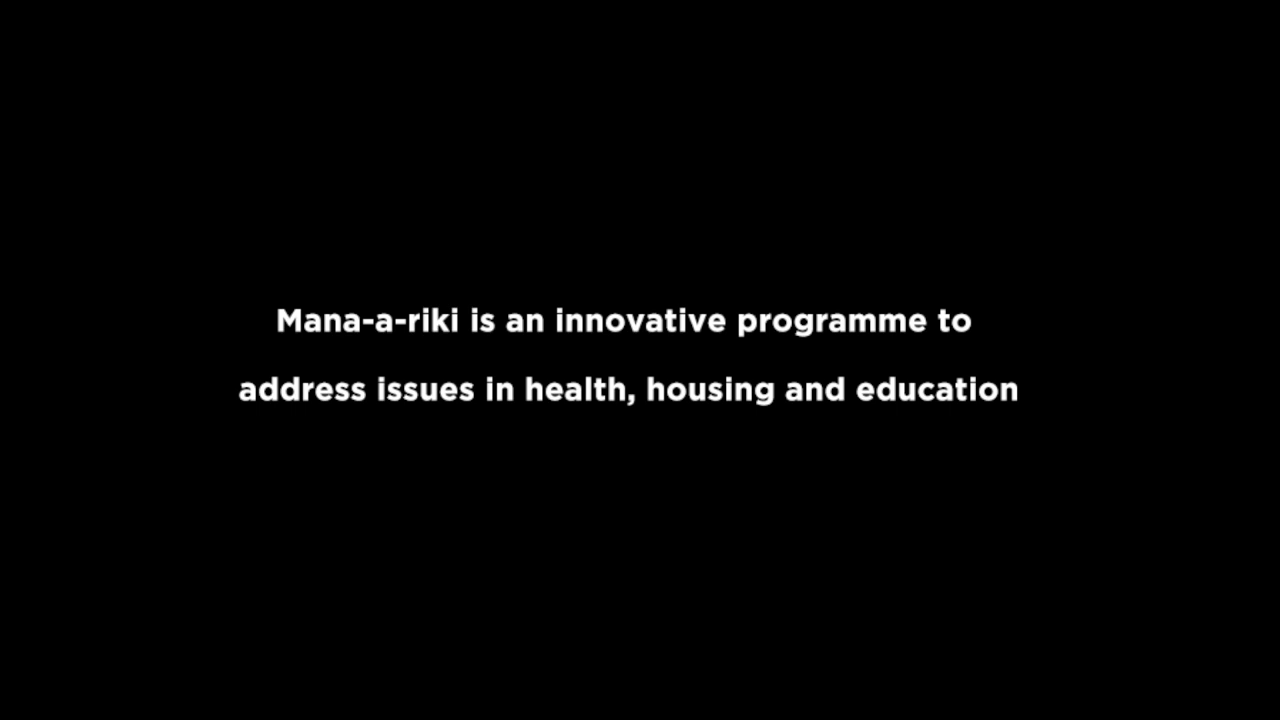 Mana-a-riki is an innovative programme to
address issues in health, housing and education